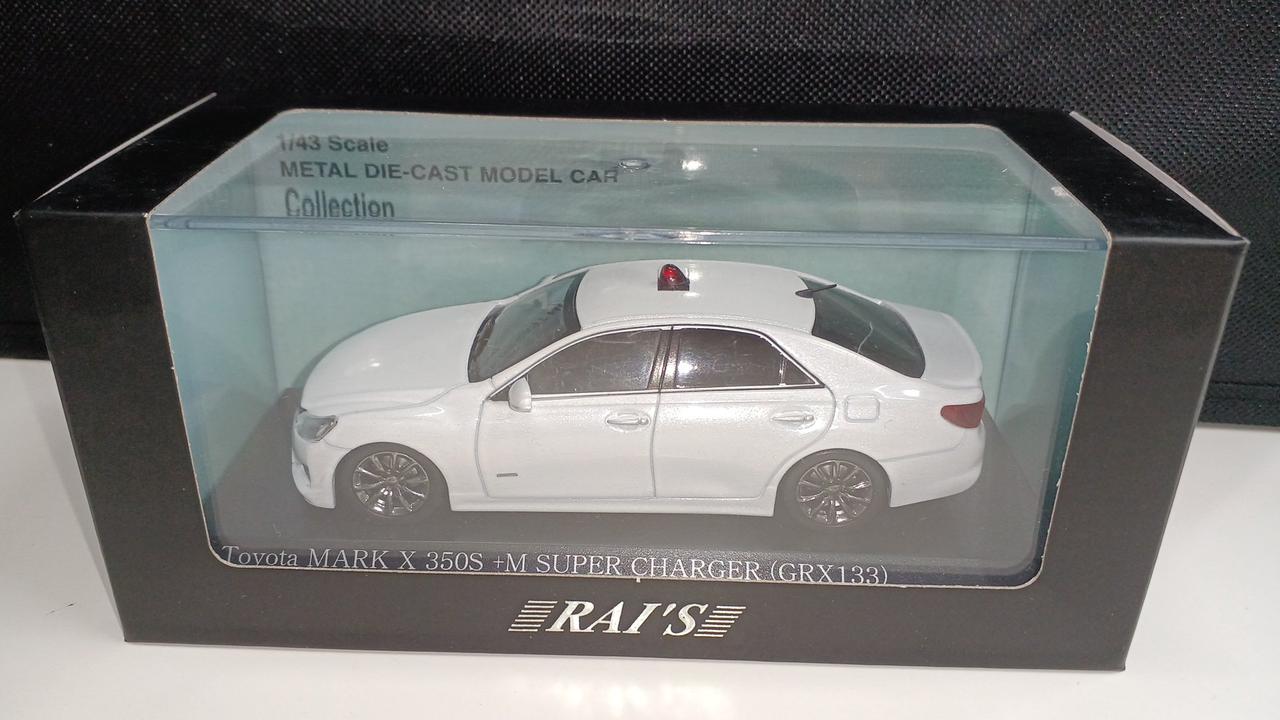 1/43 Scale
METAL DIE-CAST MODEL CAR
Collection
Toyota MARK X 350S +M SUPER CHARGER (GRX133)
RAI'S